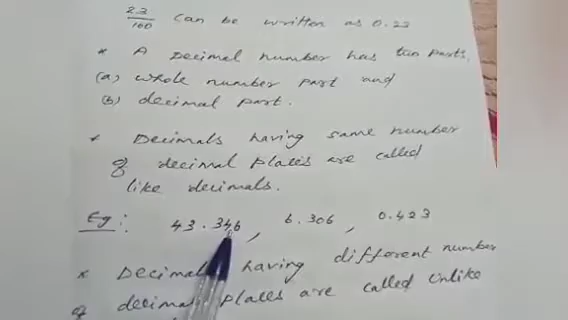 23/100 can be written as 0.23
* A Decimal number has two parts.
(a) whole number part and
(b) decimal part.
* Decimals having same number
of decimal places are called
like decimals.
Eg: 43.346, 6.306, 0.423
* Decimals having different number
of decimal places are called unlike